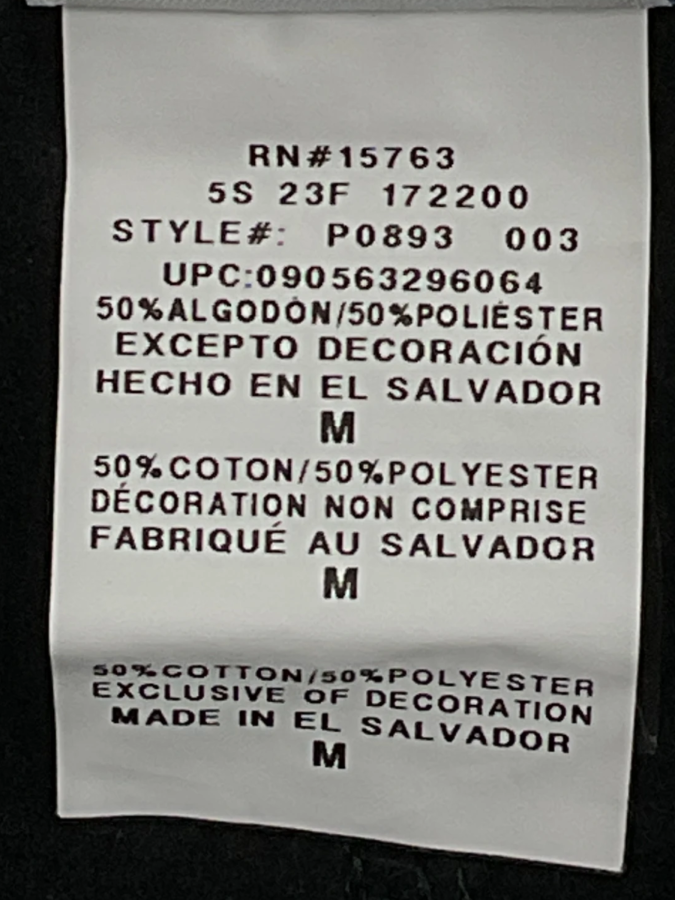 RN#15763
5S 23F 172200
STYLE#: P0893 003
UPC:090563296064
50%ALGODÓN/50%POLIÉSTER
EXCEPTO DECORACIÓN
HECHO EN EL SALVADOR
M
50%COTON/50%POLYESTER
DÉCORATION NON COMPRISE
FABRIQUÉ AU SALVADOR
M
50%COTTON/50%POLYESTER
EXCLUSIVE OF DECORATION
MADE IN EL SALVADOR
M